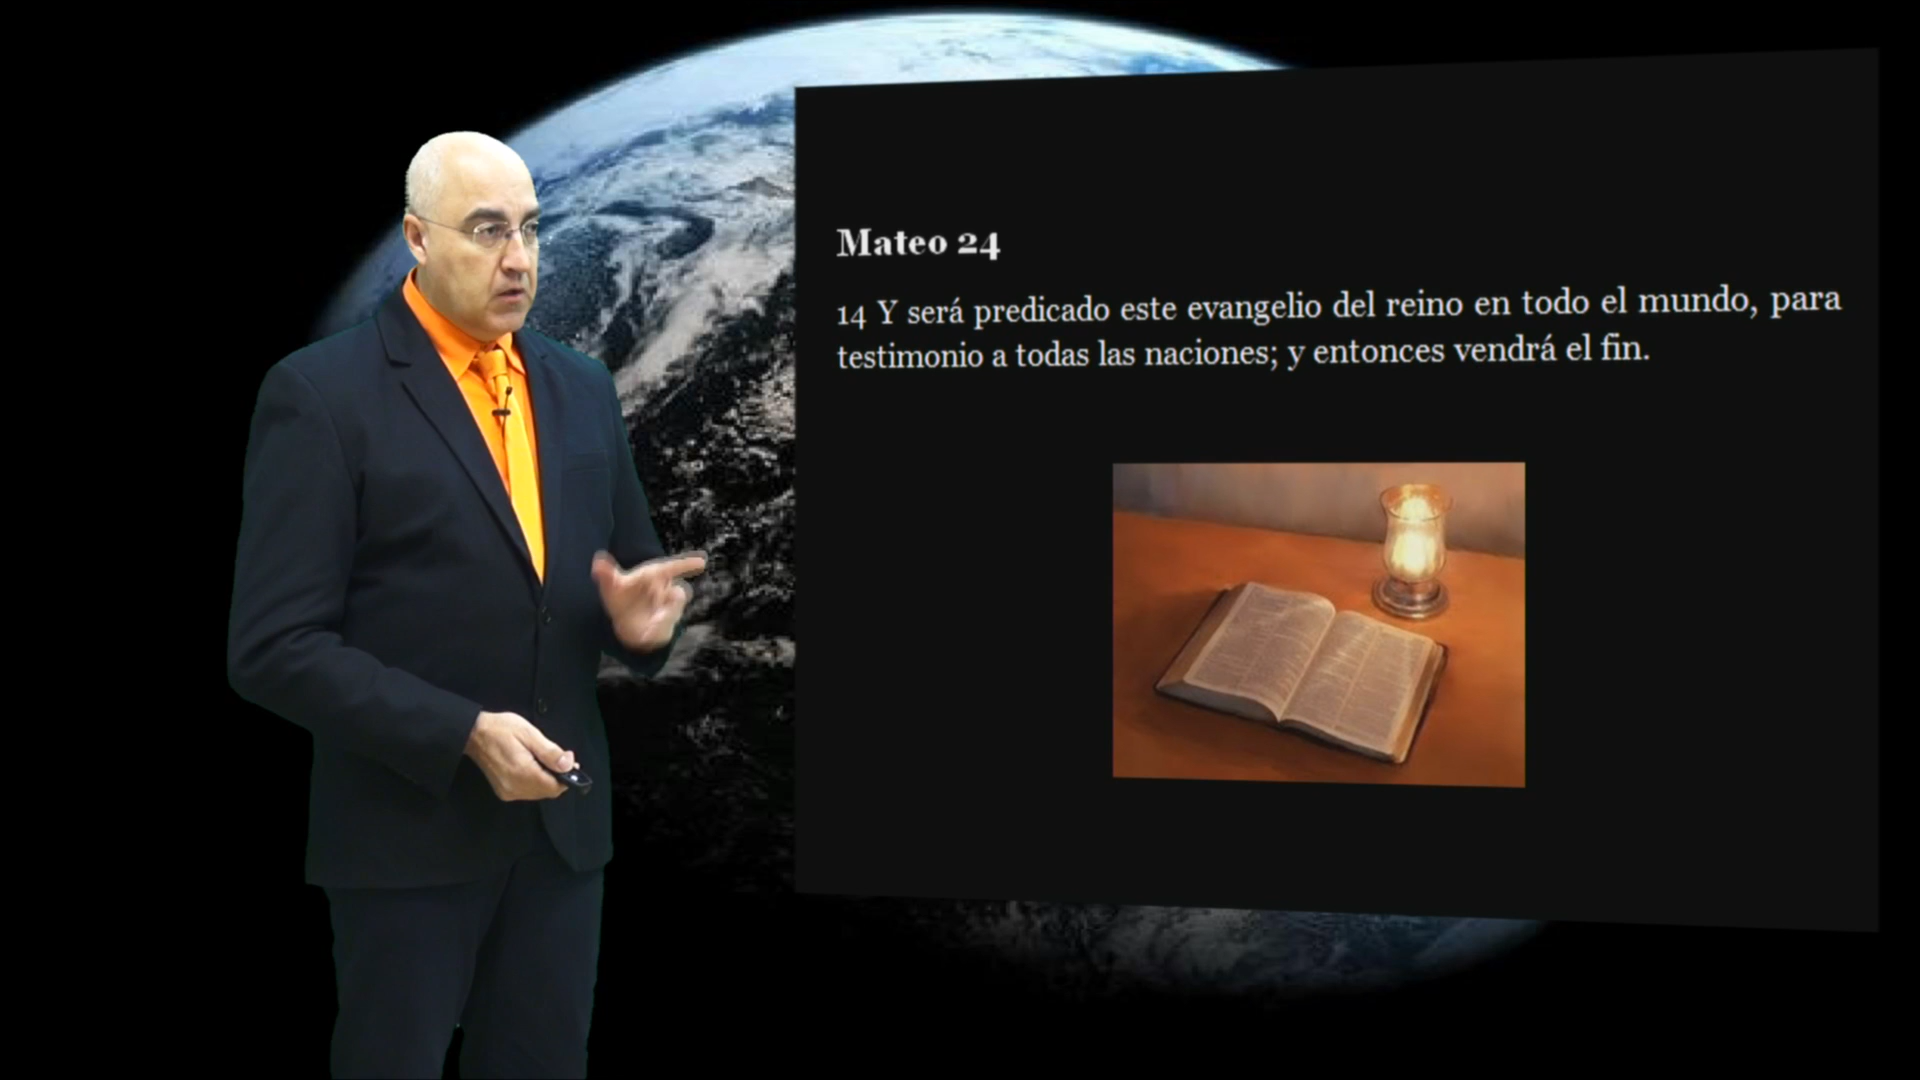 Mateo 24
14 Y será predicado este evangelio del reino en todo el mundo, para
testimonio a todas las naciones; y entonces vendrá el fin.